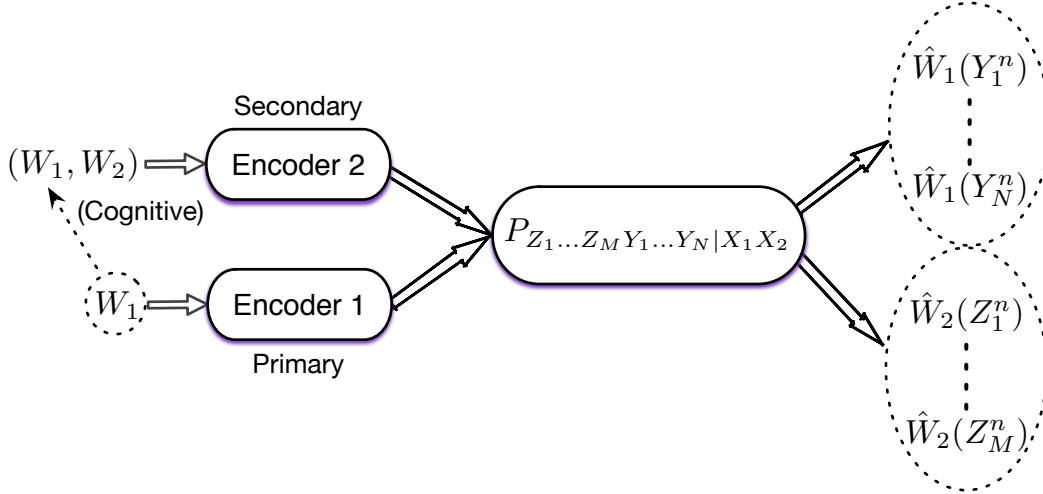 Secondary
(W_1, W_2)
Encoder 2
(Cognitive)
W_1
Encoder 1
Primary
P_{Z_1...Z_M Y_1...Y_N|X_1 X_2}
Ŵ_1(Y_1^n)
Ŵ_1(Y_N^n)
Ŵ_2(Z_1^n)
Ŵ_2(Z_M^n)